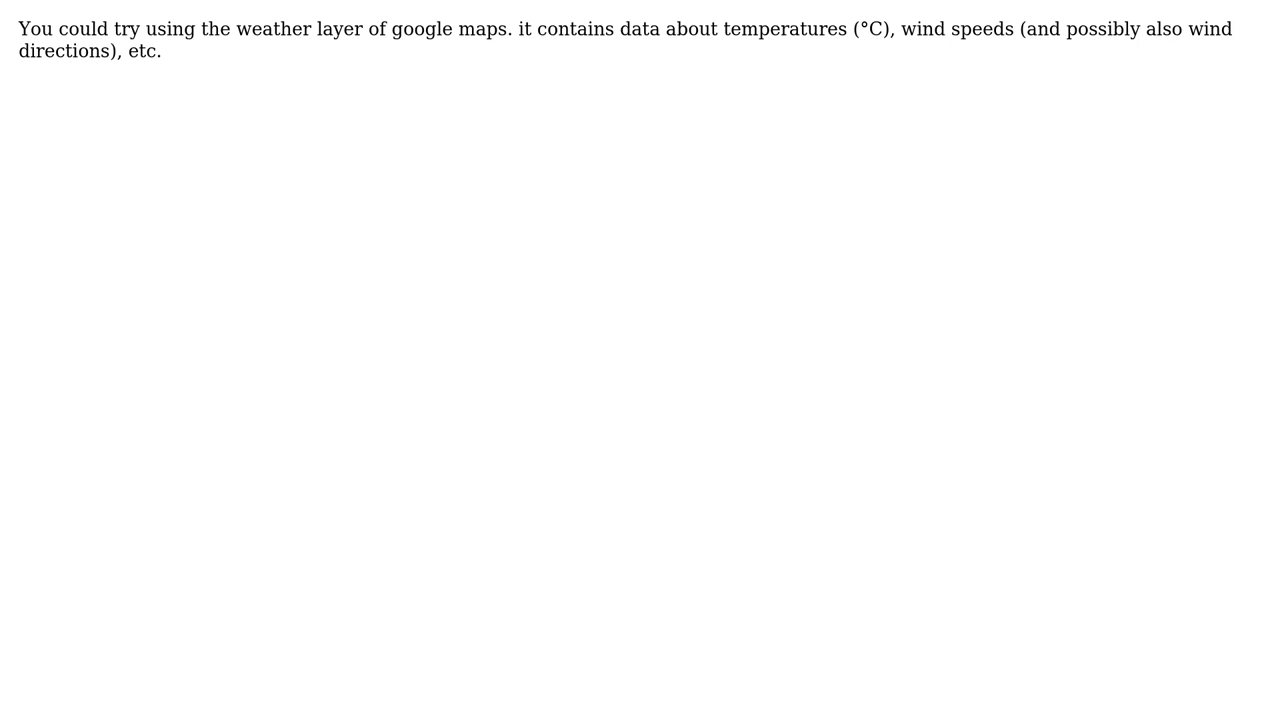 You could try using the weather layer of google maps. it contains data about temperatures (°C), wind speeds (and possibly also wind
directions), etc.